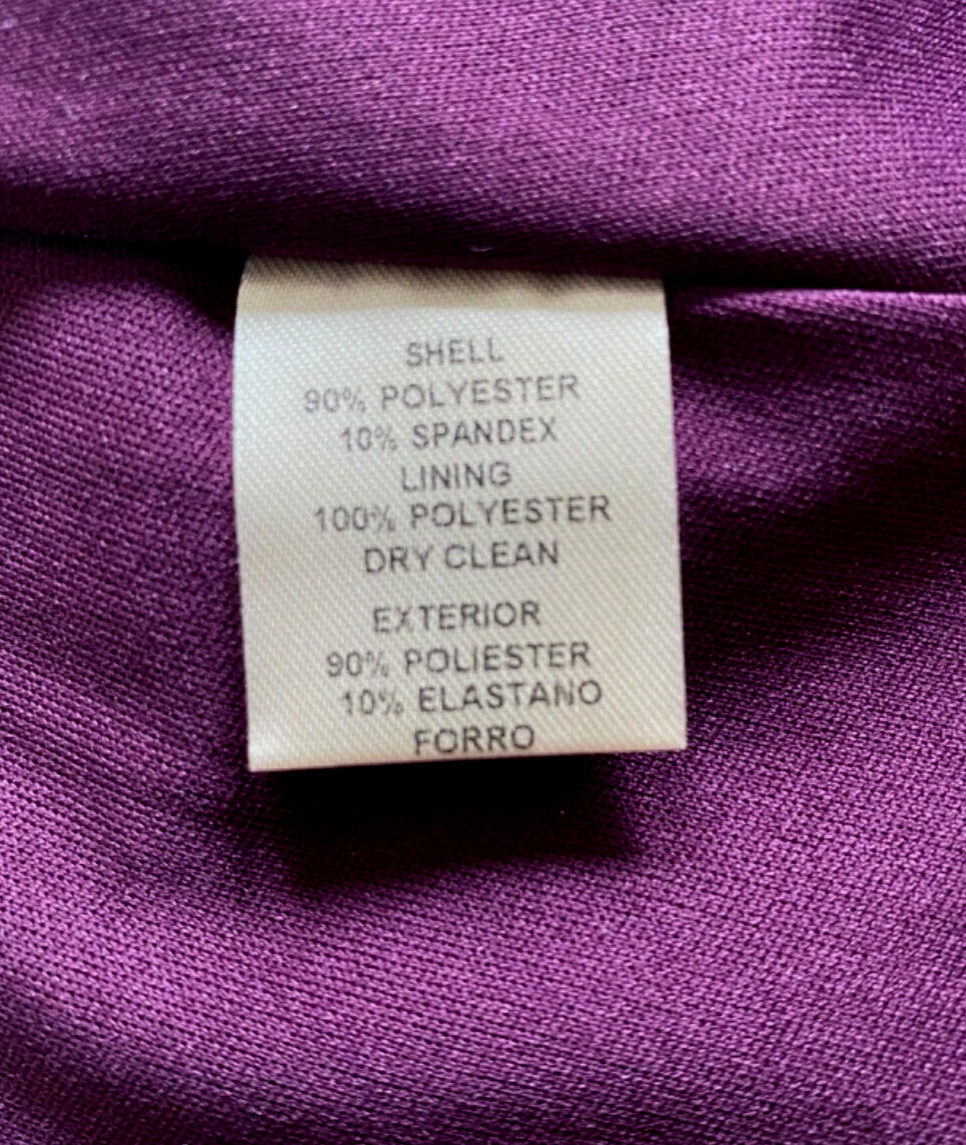 SHELL
90% POLYESTER
10% SPANDEX
LINING
100% POLYESTER
DRY CLEAN
EXTERIOR
90% POLIESTER
10% ELASTANO
FORRO